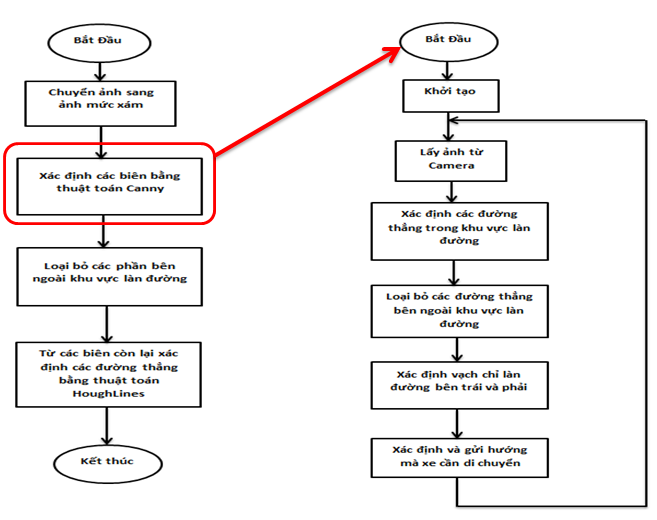 Bắt Đầu
Chuyển ảnh sang
ảnh mức xám
Xác định các biên bằng
thuật toán Canny
Loại bỏ các phần bên
ngoài khu vực làn đường
Từ các biên còn lại xác
định các đường thẳng
bằng thuật toán
HoughLines
Kết thúc
Bắt Đầu
Khởi tạo
Lấy ảnh từ
Camera
Xác định các đường
thẳng trong khu vực làn
đường
Loại bỏ các đường thẳng
bên ngoài khu vực làn
đường
Xác định vạch chỉ làn
đường bên trái và phải
Xác định và gửi hướng
mà xe cần di chuyển